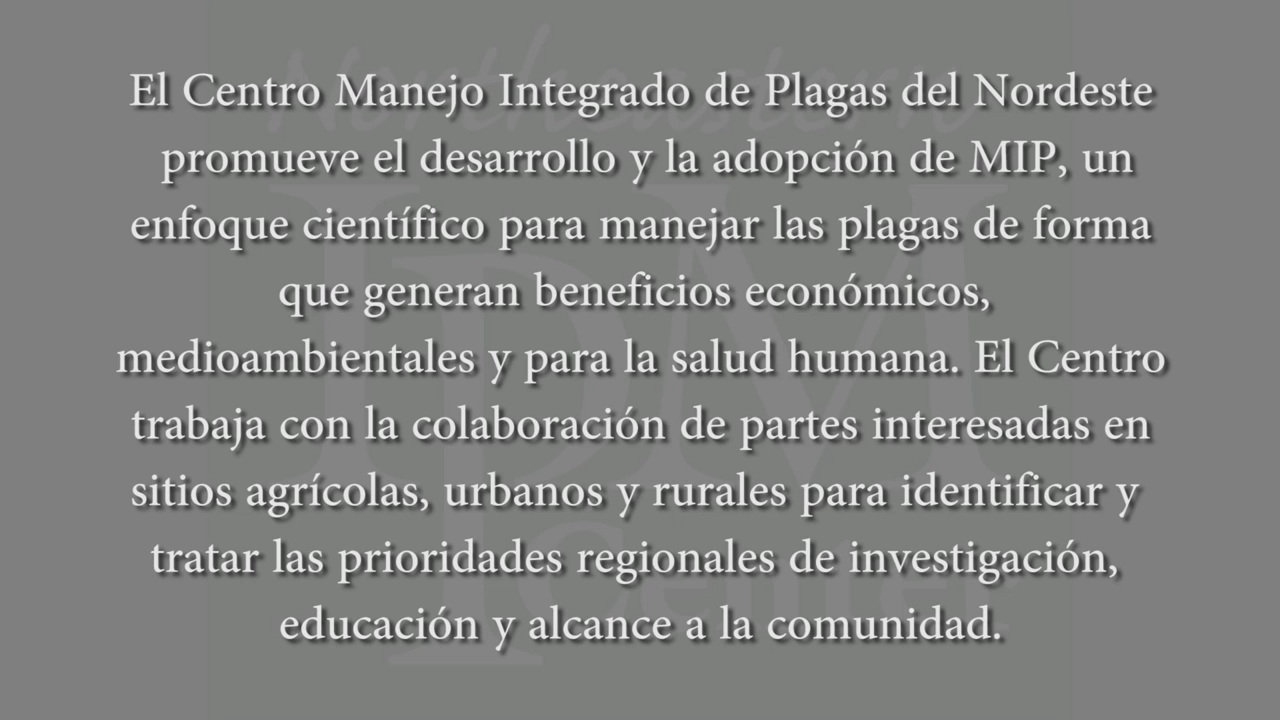 Northeastern
IPM
Center
El Centro Manejo Integrado de Plagas del Nordeste
promueve el desarrollo y la adopción de MIP, un
enfoque científico para manejar las plagas de forma
que generan beneficios económicos,
medioambientales y para la salud humana. El Centro
trabaja con la colaboración de partes interesadas en
sitios agrícolas, urbanos y rurales para identificar y
tratar las prioridades regionales de investigación,
educación y alcance a la comunidad.